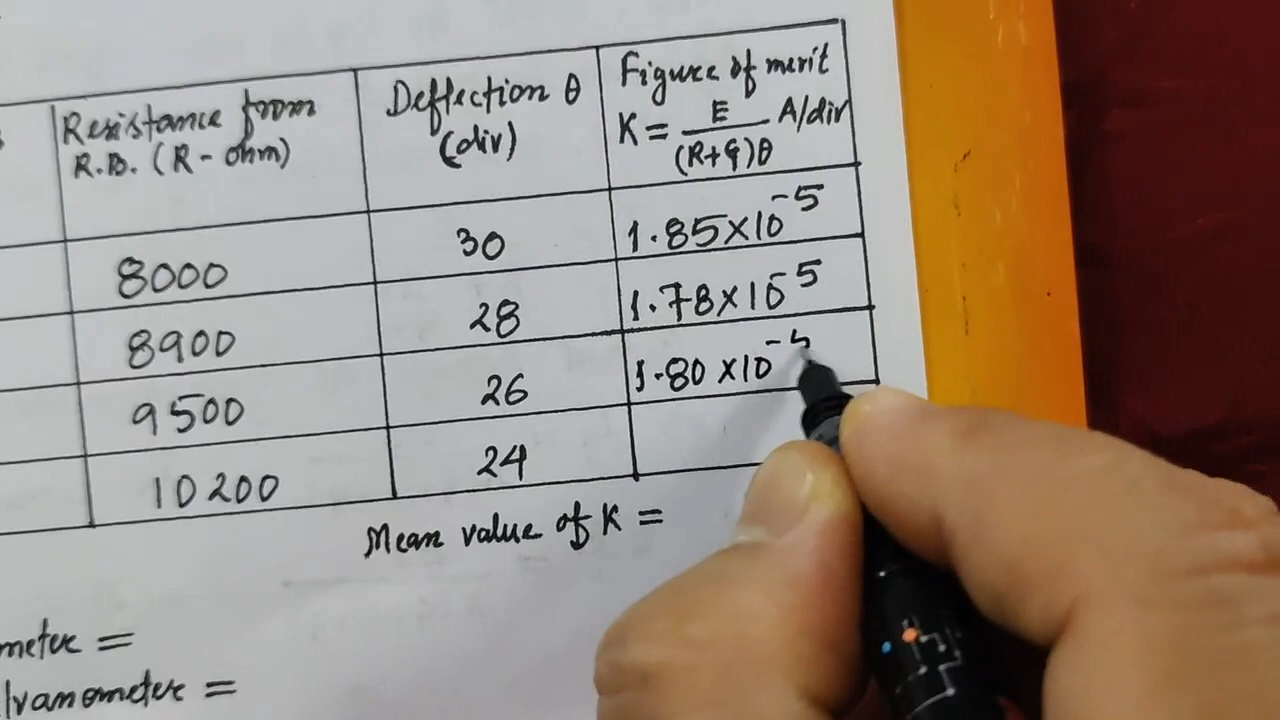 Resistance from
R.B. (R - ohm)
Deflection θ
(div)
Figure of merit
K = E/(R+G)θ A/div
8000
30
1.85×10⁻⁵
8900
28
1.78×10⁻⁵
9500
26
1.80×10⁻⁵
10200
24
Mean value of K =
meter =
lvanometer =